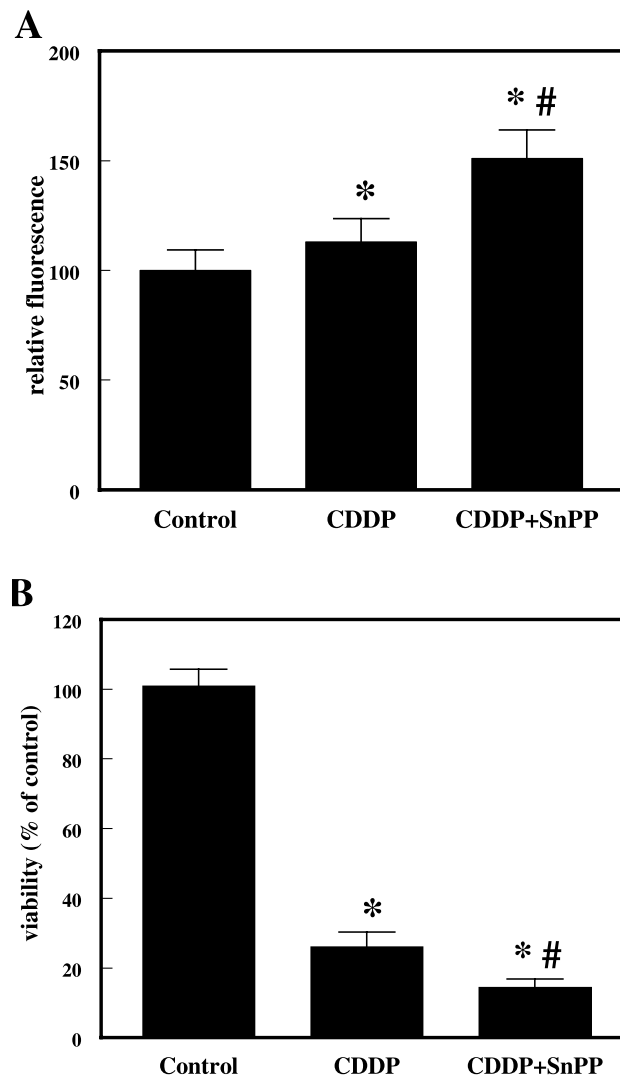 A
200
* #
150
*
relative fluorescence
100
50
0
Control CDDP CDDP+SnPP
B
120
100
80
viability (% of control)
60
40
*
* #
20
0
Control CDDP CDDP+SnPP